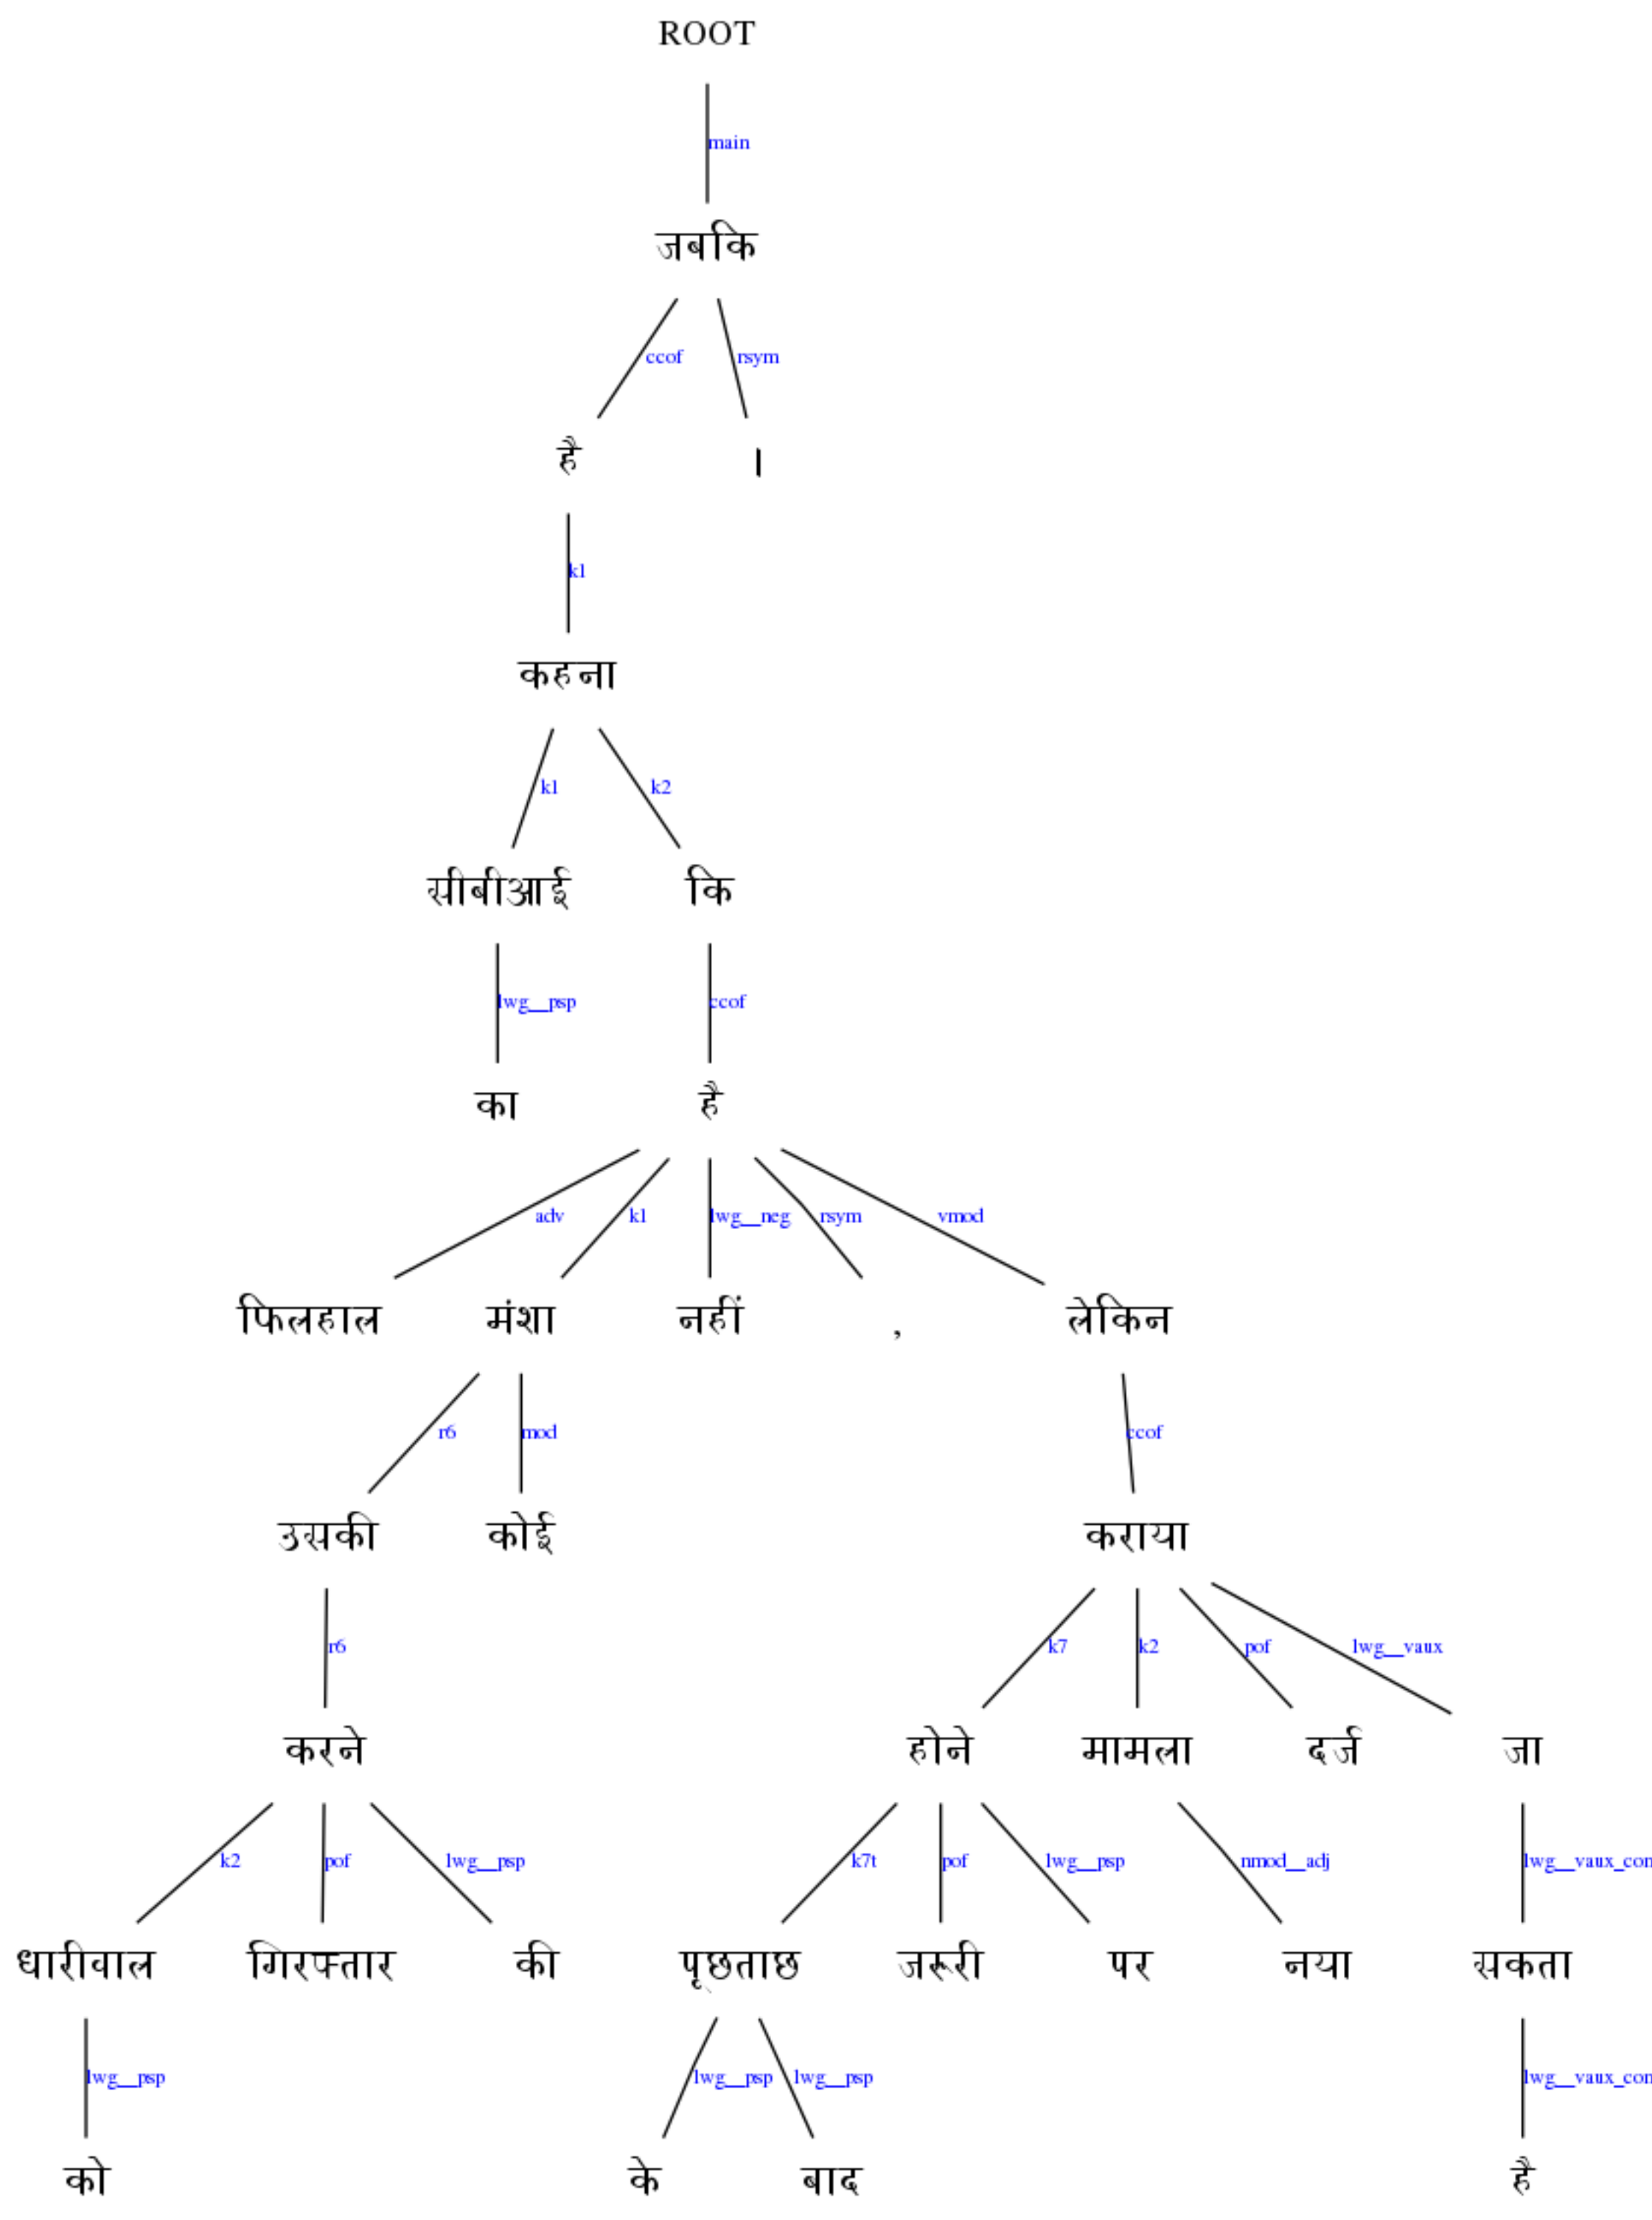 ROOT
main
जबकि
ccof rsym
है ।
k1
कहना
k1 k2
सीबीआई कि
lwg__psp ccof
का है
adv k1 lwg__neg rsym vmod
फिलहाल मंशा नहीं , लेकिन
r6 mod ccof
उसकी कोई कराया
r6 k7 k2 pof lwg__vaux
करने होने मामला दर्ज जा
k2 pof lwg__psp k7t pof lwg__psp nmod__adj lwg__vaux_con
धारीवाल गिरफ्तार की पूछताछ जरूरी पर नया सकता
lwg__psp lwg__psp lwg__psp lwg__vaux_con
को के बाद है